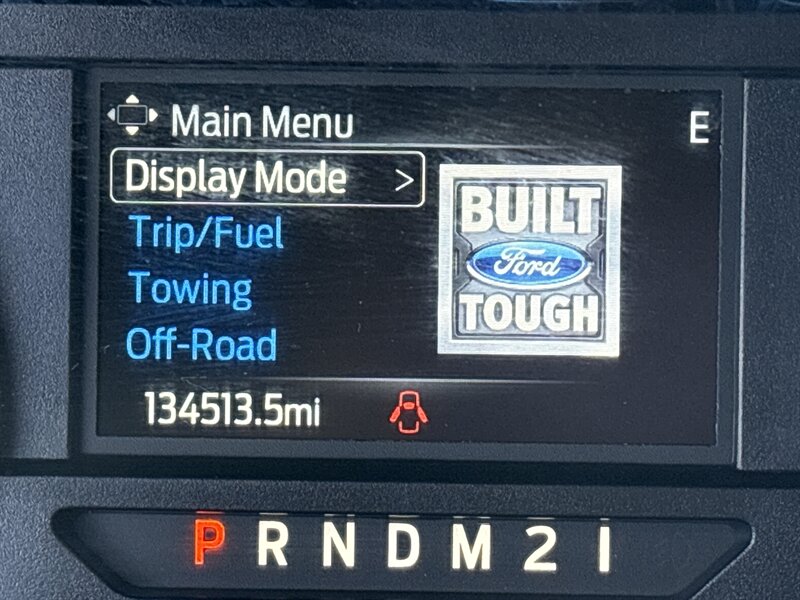 Main Menu
E
Display Mode >
Trip/Fuel
Towing
Off-Road
BUILT
Ford
TOUGH
134513.5mi
P R N D M 2 1